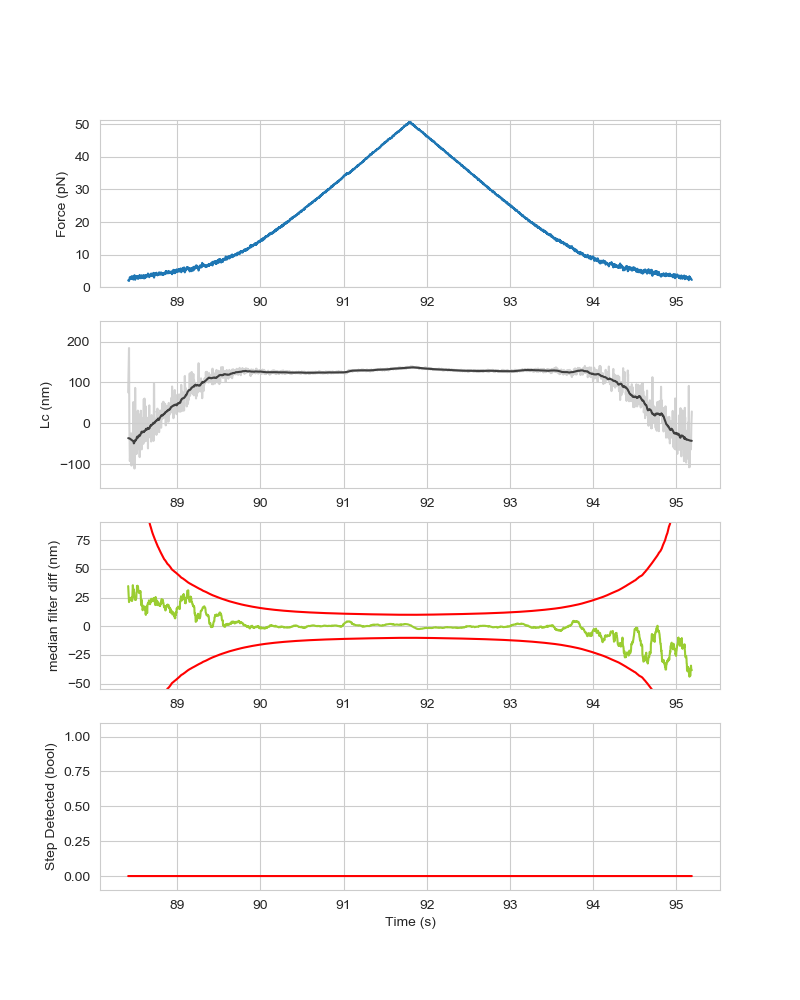 50
40
30
20
10
0
Force (pN)
89 90 91 92 93 94 95
200
100
0
−100
Lc (nm)
89 90 91 92 93 94 95
75
50
25
0
−25
−50
median filter diff (nm)
89 90 91 92 93 94 95
1.00
0.75
0.50
0.25
0.00
Step Detected (bool)
89 90 91 92 93 94 95
Time (s)